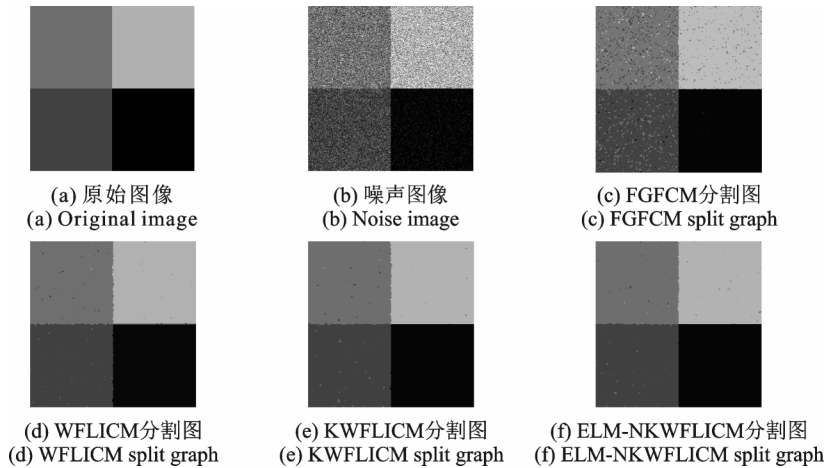 (a) 原始图像
(a) Original image
(b) 噪声图像
(b) Noise image
(c) FGFCM分割图
(c) FGFCM split graph
(d) WFLICM分割图
(d) WFLICM split graph
(e) KWFLICM分割图
(e) KWFLICM split graph
(f) ELM-NKWFLICM分割图
(f) ELM-NKWFLICM split graph